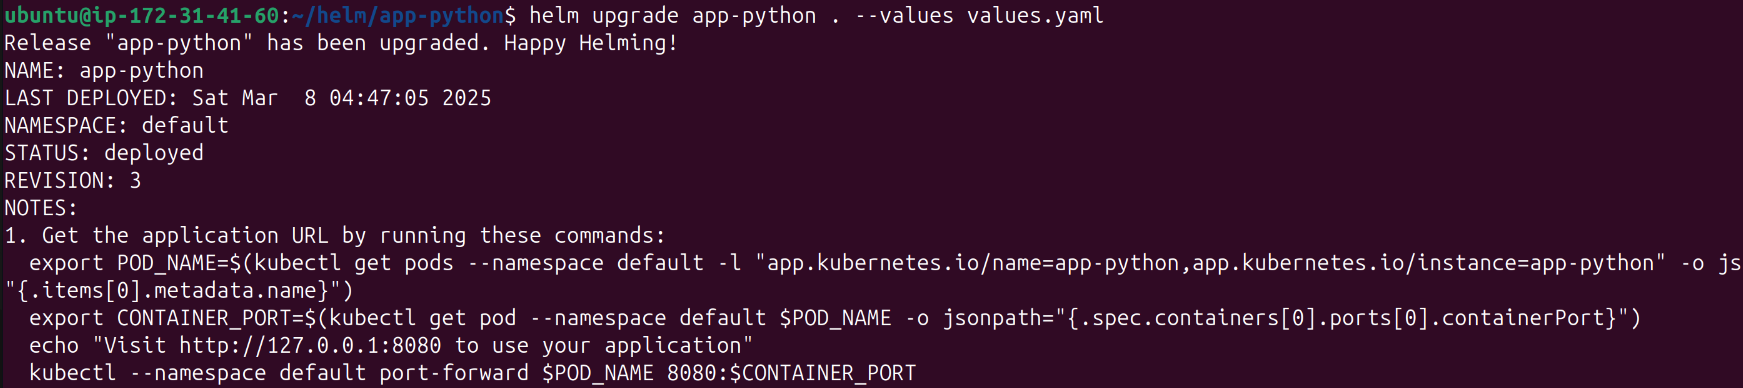 ubuntu@ip-172-31-41-60:~/helm/app-python$ helm upgrade app-python . --values values.yaml
Release "app-python" has been upgraded. Happy Helming!
NAME: app-python
LAST DEPLOYED: Sat Mar  8 04:47:05 2025
NAMESPACE: default
STATUS: deployed
REVISION: 3
NOTES:
1. Get the application URL by running these commands:
  export POD_NAME=$(kubectl get pods --namespace default -l "app.kubernetes.io/name=app-python,app.kubernetes.io/instance=app-python" -o js
"{.items[0].metadata.name}")
  export CONTAINER_PORT=$(kubectl get pod --namespace default $POD_NAME -o jsonpath="{.spec.containers[0].ports[0].containerPort}")
  echo "Visit http://127.0.0.1:8080 to use your application"
  kubectl --namespace default port-forward $POD_NAME 8080:$CONTAINER_PORT